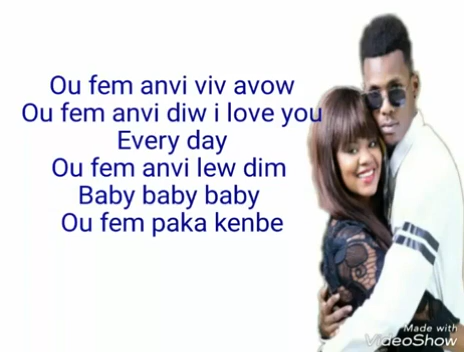 Ou fem anvi viv avow
Ou fem anvi diw i love you
Every day
Ou fem anvi lew dim
Baby baby baby
Ou fem paka kenbe
Made with
VideoShow